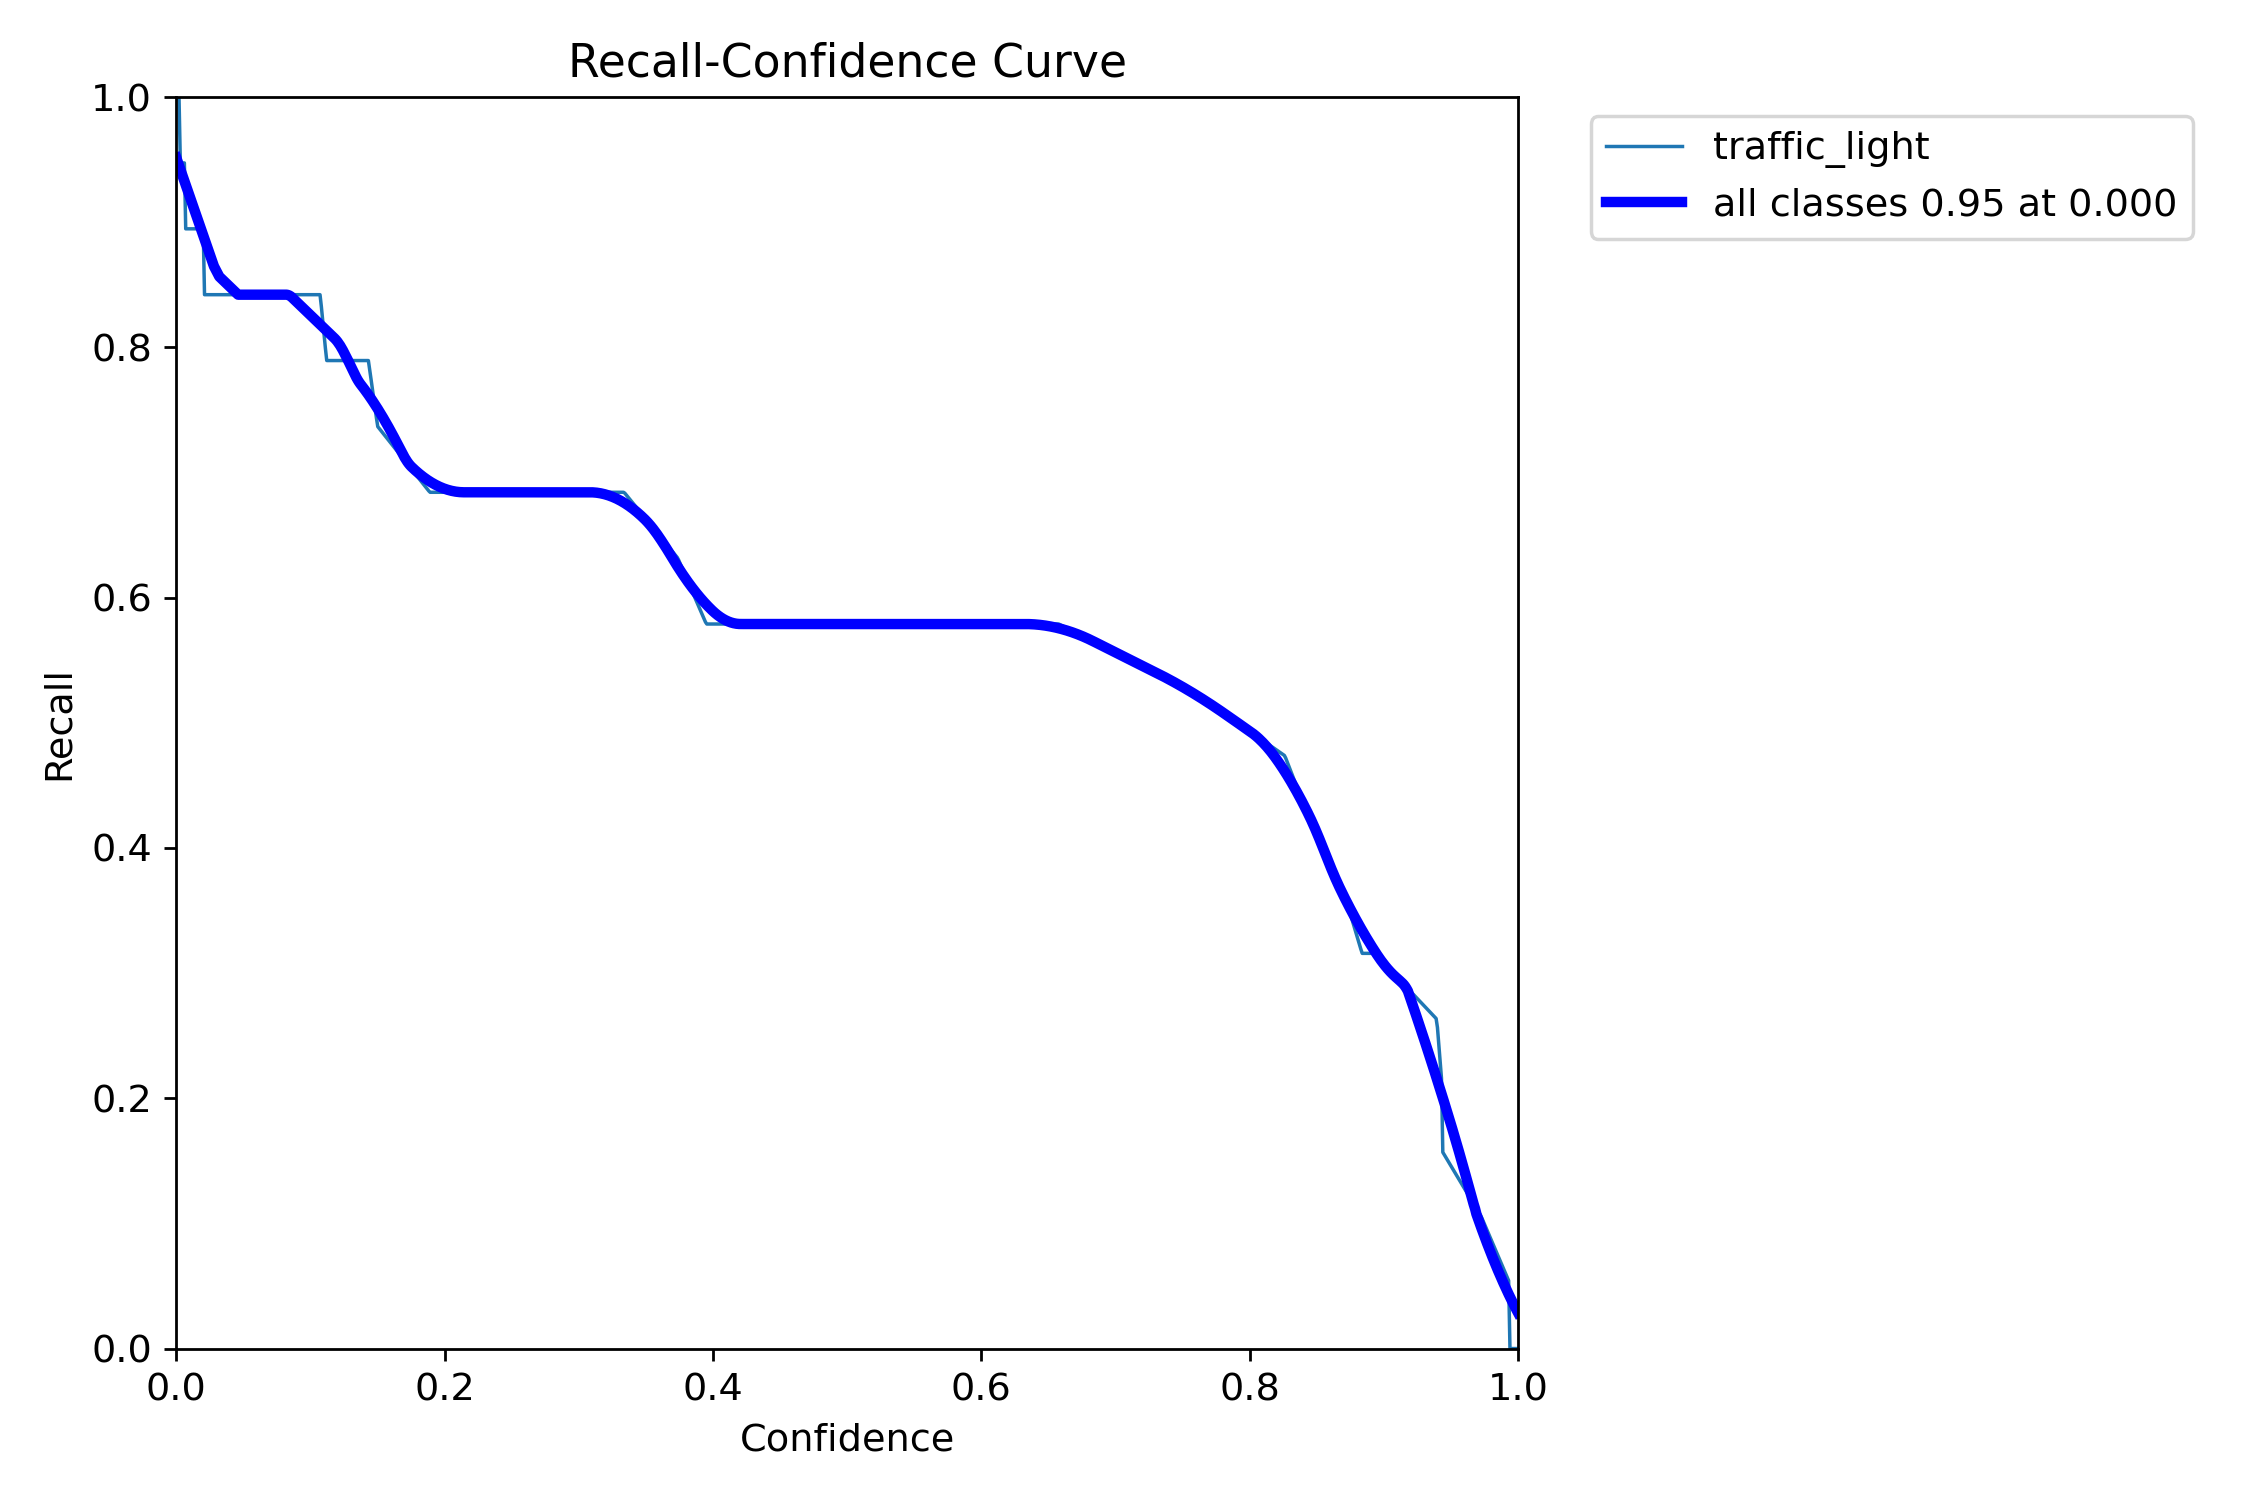 Recall-Confidence Curve
1.0
0.8
0.6
0.4
0.2
0.0
Recall
0.0 0.2 0.4 0.6 0.8 1.0
Confidence
traffic_light
all classes 0.95 at 0.000